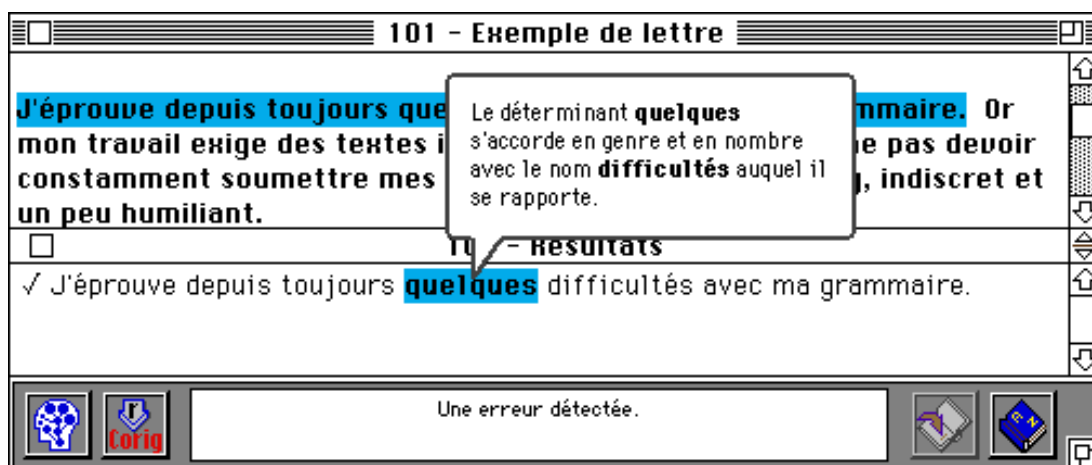 101 - Exemple de lettre
J'éprouve depuis toujours que mmaire. Or
mon travail exige des textes i ne pas devoir
constamment soumettre mes g, indiscret et
un peu humiliant.
Le déterminant quelques
s'accorde en genre et en nombre
avec le nom difficultés auquel il
se rapporte.
10 - Résultats
√ J'éprouve depuis toujours quelques difficultés avec ma grammaire.
Corig
Une erreur détectée.